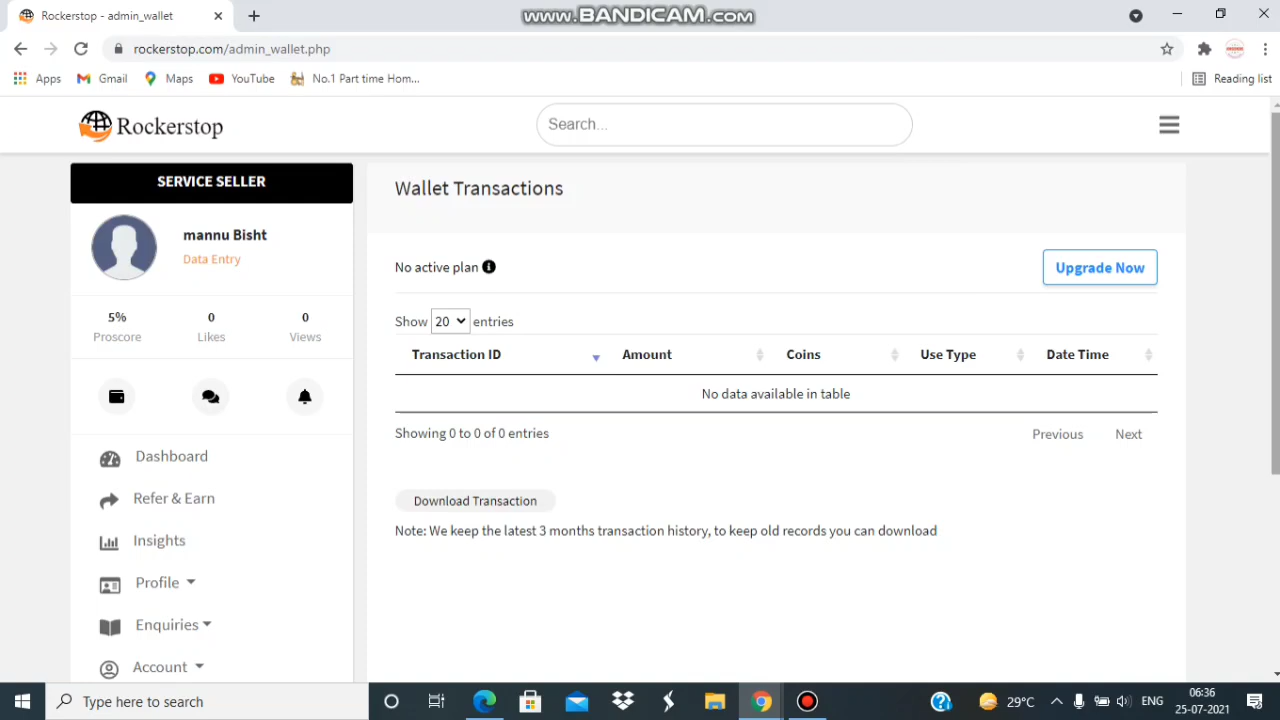 Rockerstop - admin_wallet
www.BANDICAM.com
rockerstop.com/admin_wallet.php
Apps Gmail Maps YouTube No.1 Part time Hom... Reading list
Rockerstop Search...
SERVICE SELLER
mannu Bisht
Data Entry
5% 0 0
Proscore Likes Views
Dashboard
Refer & Earn
Insights
Profile
Enquiries
Account
Wallet Transactions
No active plan Upgrade Now
Show 20 entries
Transaction ID Amount Coins Use Type Date Time
No data available in table
Showing 0 to 0 of 0 entries Previous Next
Download Transaction
Note: We keep the latest 3 months transaction history, to keep old records you can download
Type here to search 29°C ENG 06:36
25-07-2021